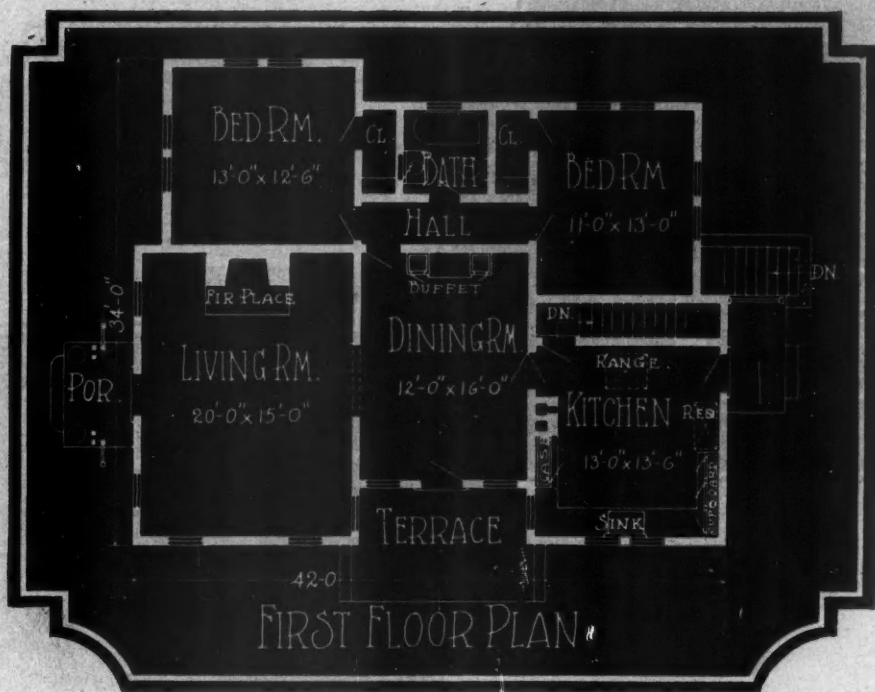 BED RM.
13'-0" x 12'-6"
CL.
BATH
CL.
BED RM
11'-0" x 13'-0"
HALL
DN.
34'-0"
FIR PLACE
BUFFET
DN.
LIVING RM.
20'-0" x 15'-0"
DINING RM.
12'-0" x 16'-0"
RANGE
POR.
KITCHEN
13'-0" x 13'-6"
CASE
CUPBOARD
SINK
TERRACE
42-0
FIRST FLOOR PLAN